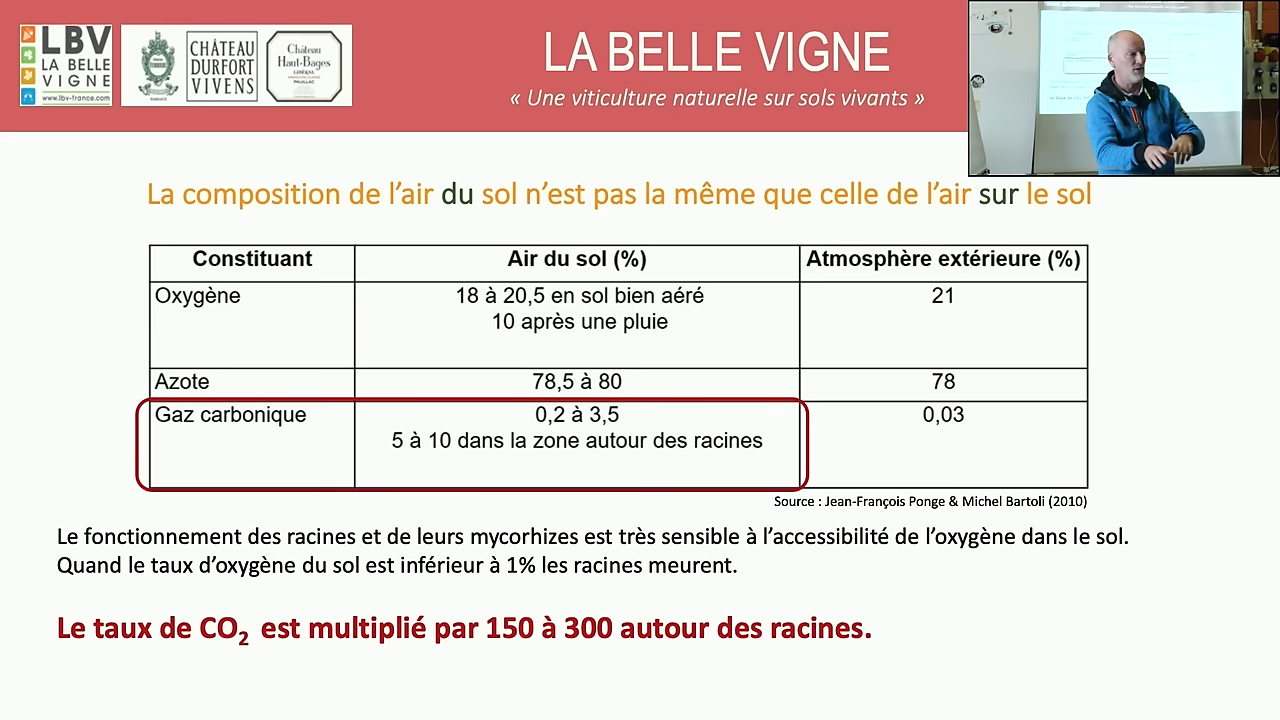 LBV
LA BELLE
VIGNE
www.lbv-france.com
CHÂTEAU
DURFORT
VIVENS
Château
Haut-Bages
LIBÉRAL
PAUILLAC
LA BELLE VIGNE
« Une viticulture naturelle sur sols vivants »
La composition de l’air du sol n’est pas la même que celle de l’air sur le sol
Constituant Air du sol (%) Atmosphère extérieure (%)
Oxygène 18 à 20,5 en sol bien aéré 21
10 après une pluie
Azote 78,5 à 80 78
Gaz carbonique 0,2 à 3,5 0,03
5 à 10 dans la zone autour des racines
Source : Jean-François Ponge & Michel Bartoli (2010)
Le fonctionnement des racines et de leurs mycorhizes est très sensible à l’accessibilité de l’oxygène dans le sol.
Quand le taux d’oxygène du sol est inférieur à 1% les racines meurent.
Le taux de CO₂ est multiplié par 150 à 300 autour des racines.